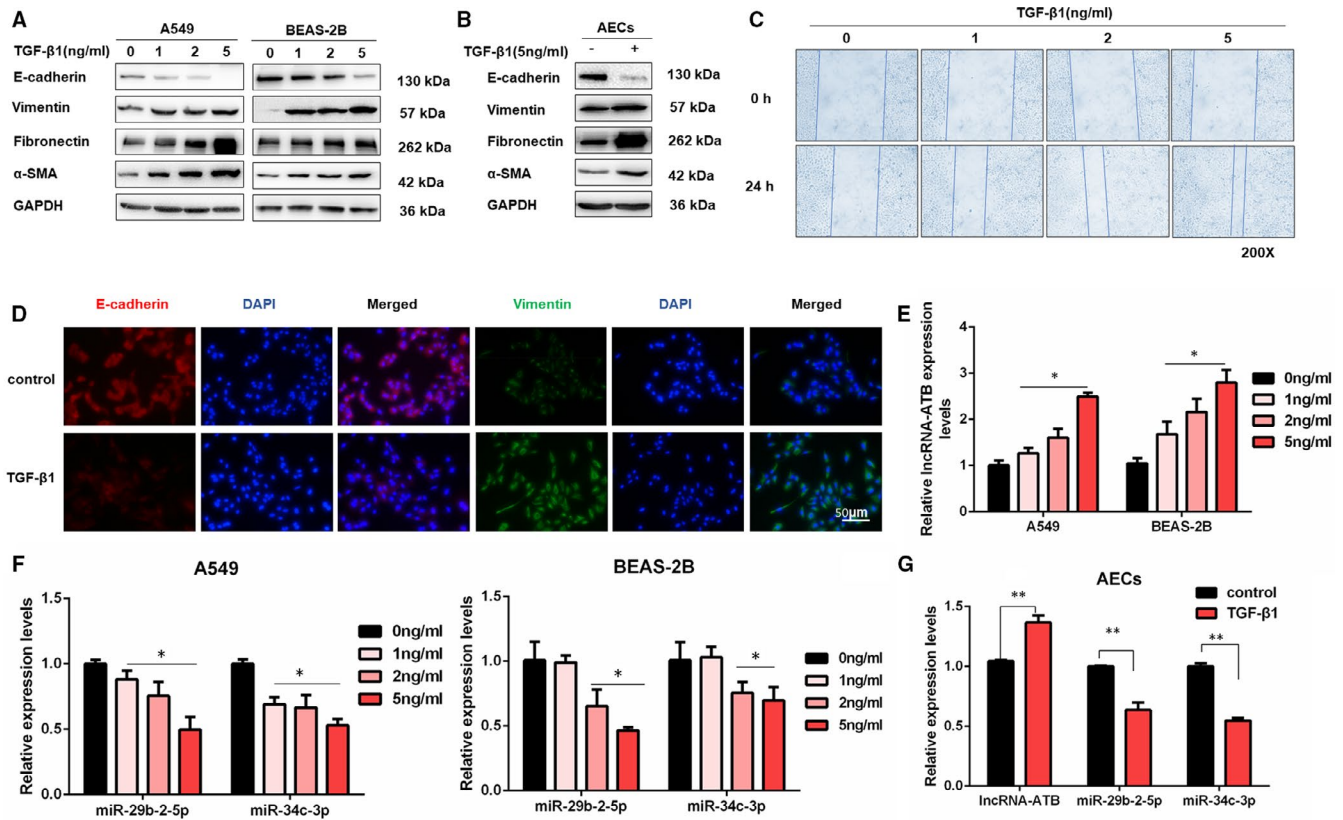 A
A549
BEAS-2B
TGF-β1(ng/ml) 0 1 2 5 0 1 2 5
E-cadherin 130 kDa
Vimentin 57 kDa
Fibronectin 262 kDa
α-SMA 42 kDa
GAPDH 36 kDa
B
AECs
TGF-β1(5ng/ml) - +
E-cadherin 130 kDa
Vimentin 57 kDa
Fibronectin 262 kDa
α-SMA 42 kDa
GAPDH 36 kDa
C
TGF-β1(ng/ml)
0 1 2 5
0 h
24 h
200X
D
E-cadherin DAPI Merged Vimentin DAPI Merged
control
TGF-β1
50μm
E
Relative lncRNA-ATB expression
levels
4
3
2
1
0
* *
A549 BEAS-2B
0ng/ml
1ng/ml
2ng/ml
5ng/ml
F
A549
Relative expression levels
1.5
1.0
0.5
0.0
* *
miR-29b-2-5p miR-34c-3p
0ng/ml
1ng/ml
2ng/ml
5ng/ml
BEAS-2B
Relative expression levels
1.5
1.0
0.5
0.0
* *
miR-29b-2-5p miR-34c-3p
0ng/ml
1ng/ml
2ng/ml
5ng/ml
G
AECs
Relative expression levels
1.5
1.0
0.5
0.0
** ** **
lncRNA-ATB miR-29b-2-5p miR-34c-3p
control
TGF-β1